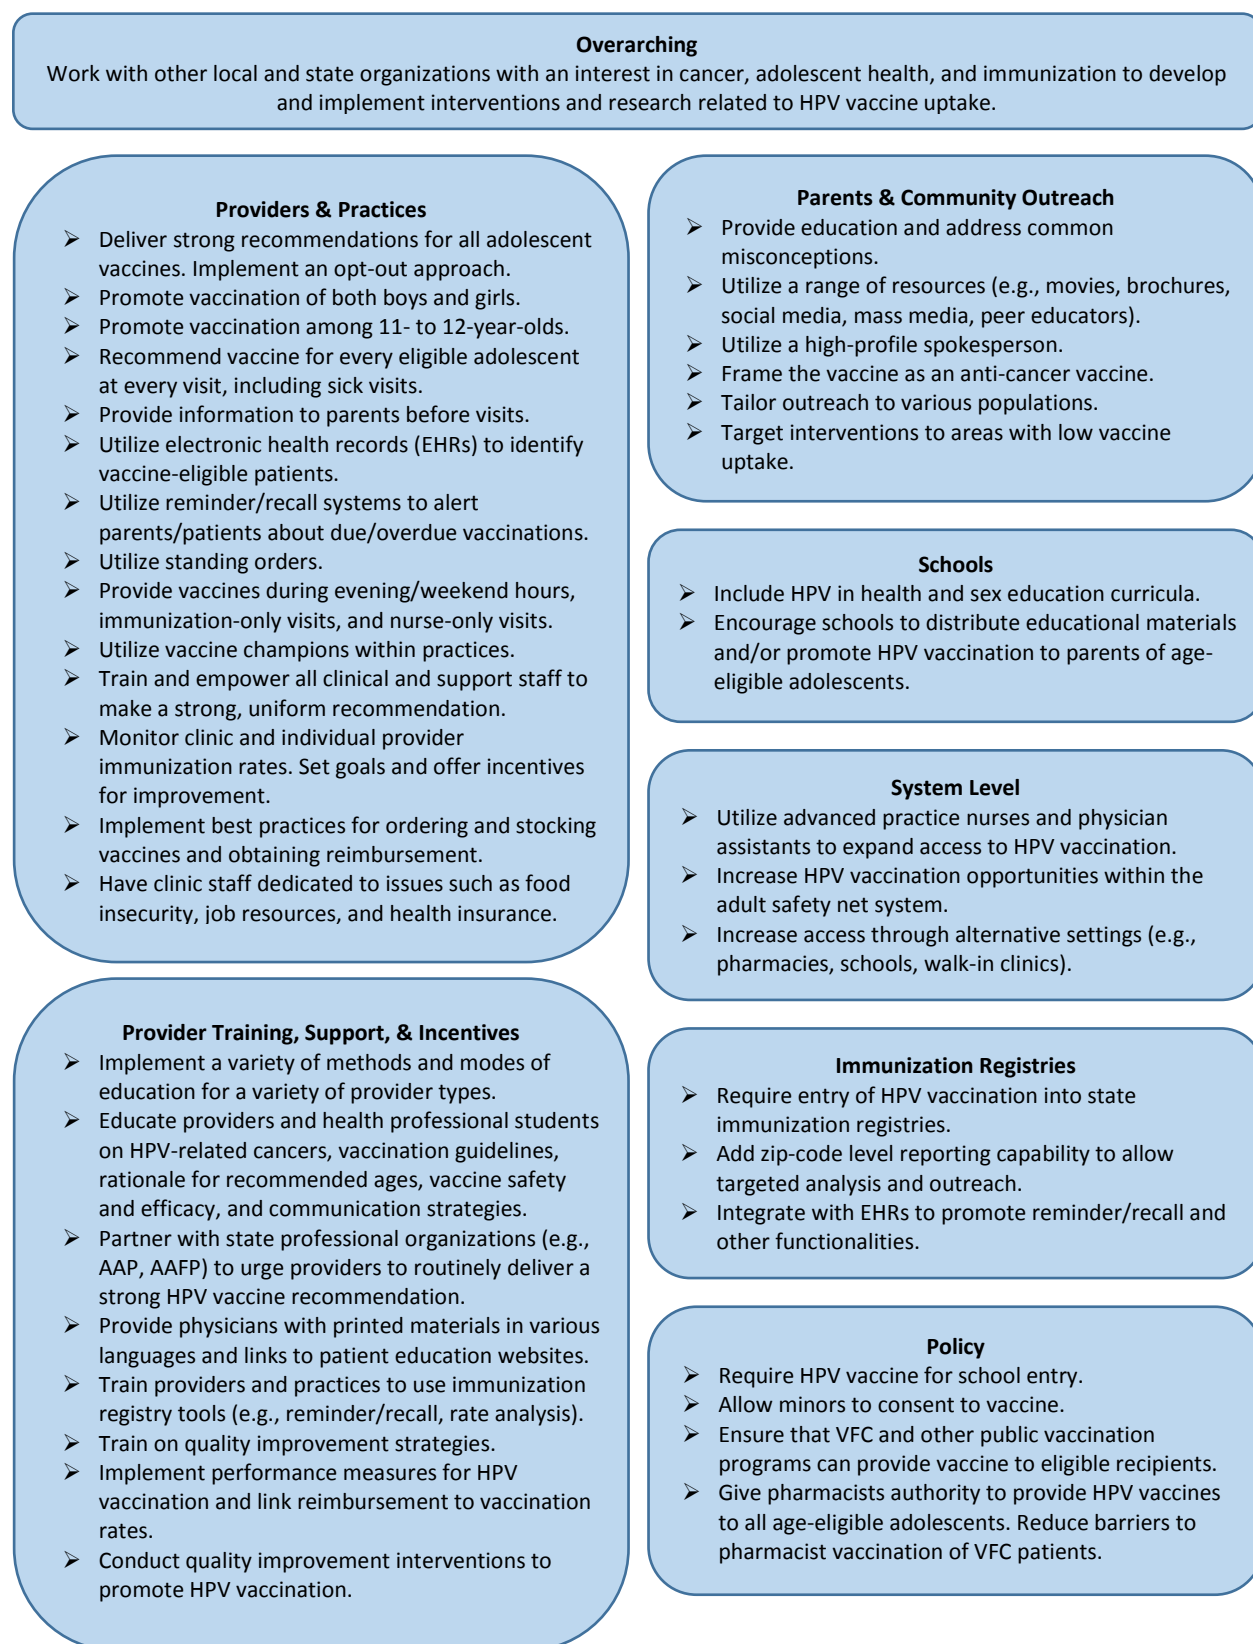 Overarching
Work with other local and state organizations with an interest in cancer, adolescent health, and immunization to develop
and implement interventions and research related to HPV vaccine uptake.
Providers & Practices
➢ Deliver strong recommendations for all adolescent
vaccines. Implement an opt-out approach.
➢ Promote vaccination of both boys and girls.
➢ Promote vaccination among 11- to 12-year-olds.
➢ Recommend vaccine for every eligible adolescent
at every visit, including sick visits.
➢ Provide information to parents before visits.
➢ Utilize electronic health records (EHRs) to identify
vaccine-eligible patients.
➢ Utilize reminder/recall systems to alert
parents/patients about due/overdue vaccinations.
➢ Utilize standing orders.
➢ Provide vaccines during evening/weekend hours,
immunization-only visits, and nurse-only visits.
➢ Utilize vaccine champions within practices.
➢ Train and empower all clinical and support staff to
make a strong, uniform recommendation.
➢ Monitor clinic and individual provider
immunization rates. Set goals and offer incentives
for improvement.
➢ Implement best practices for ordering and stocking
vaccines and obtaining reimbursement.
➢ Have clinic staff dedicated to issues such as food
insecurity, job resources, and health insurance.
Provider Training, Support, & Incentives
➢ Implement a variety of methods and modes of
education for a variety of provider types.
➢ Educate providers and health professional students
on HPV-related cancers, vaccination guidelines,
rationale for recommended ages, vaccine safety
and efficacy, and communication strategies.
➢ Partner with state professional organizations (e.g.,
AAP, AAFP) to urge providers to routinely deliver a
strong HPV vaccine recommendation.
➢ Provide physicians with printed materials in various
languages and links to patient education websites.
➢ Train providers and practices to use immunization
registry tools (e.g., reminder/recall, rate analysis).
➢ Train on quality improvement strategies.
➢ Implement performance measures for HPV
vaccination and link reimbursement to vaccination
rates.
➢ Conduct quality improvement interventions to
promote HPV vaccination.
Parents & Community Outreach
➢ Provide education and address common
misconceptions.
➢ Utilize a range of resources (e.g., movies, brochures,
social media, mass media, peer educators).
➢ Utilize a high-profile spokesperson.
➢ Frame the vaccine as an anti-cancer vaccine.
➢ Tailor outreach to various populations.
➢ Target interventions to areas with low vaccine
uptake.
Schools
➢ Include HPV in health and sex education curricula.
➢ Encourage schools to distribute educational materials
and/or promote HPV vaccination to parents of age-
eligible adolescents.
System Level
➢ Utilize advanced practice nurses and physician
assistants to expand access to HPV vaccination.
➢ Increase HPV vaccination opportunities within the
adult safety net system.
➢ Increase access through alternative settings (e.g.,
pharmacies, schools, walk-in clinics).
Immunization Registries
➢ Require entry of HPV vaccination into state
immunization registries.
➢ Add zip-code level reporting capability to allow
targeted analysis and outreach.
➢ Integrate with EHRs to promote reminder/recall and
other functionalities.
Policy
➢ Require HPV vaccine for school entry.
➢ Allow minors to consent to vaccine.
➢ Ensure that VFC and other public vaccination
programs can provide vaccine to eligible recipients.
➢ Give pharmacists authority to provide HPV vaccines
to all age-eligible adolescents. Reduce barriers to
pharmacist vaccination of VFC patients.